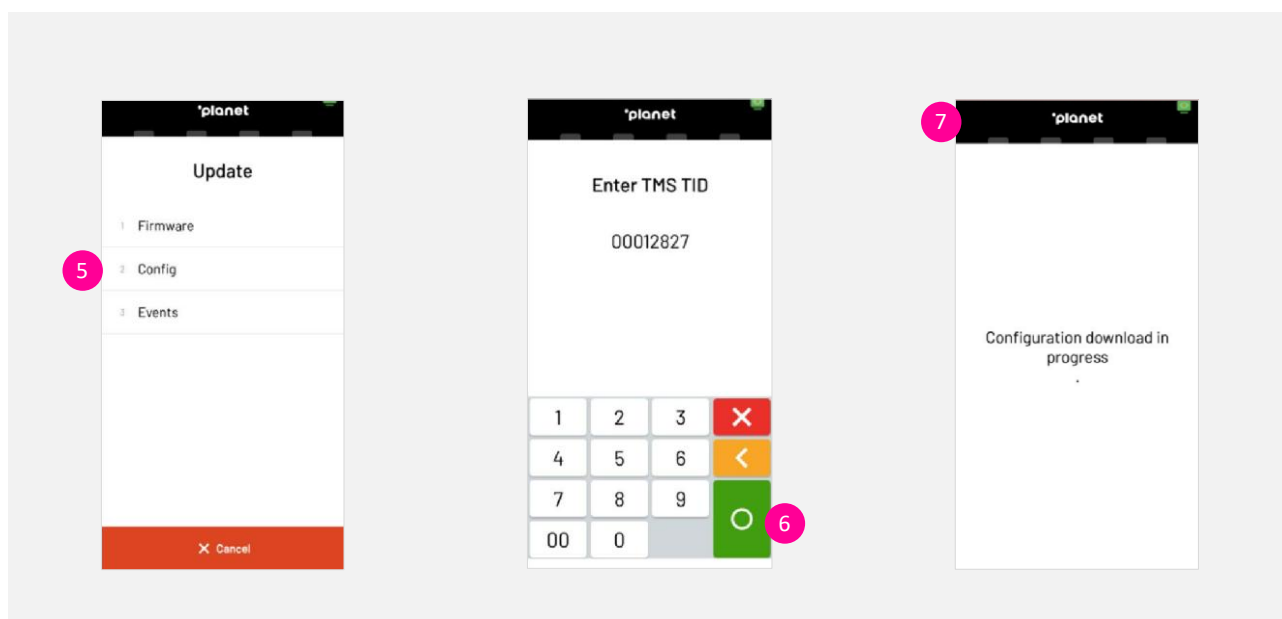 planet
Update
1 Firmware
5
2 Config
3 Events
Cancel
planet
Enter TMS TID
00012827
1 2 3
4 5 6
7 8 9
6
00 0
7
planet
Configuration download in
progress
.